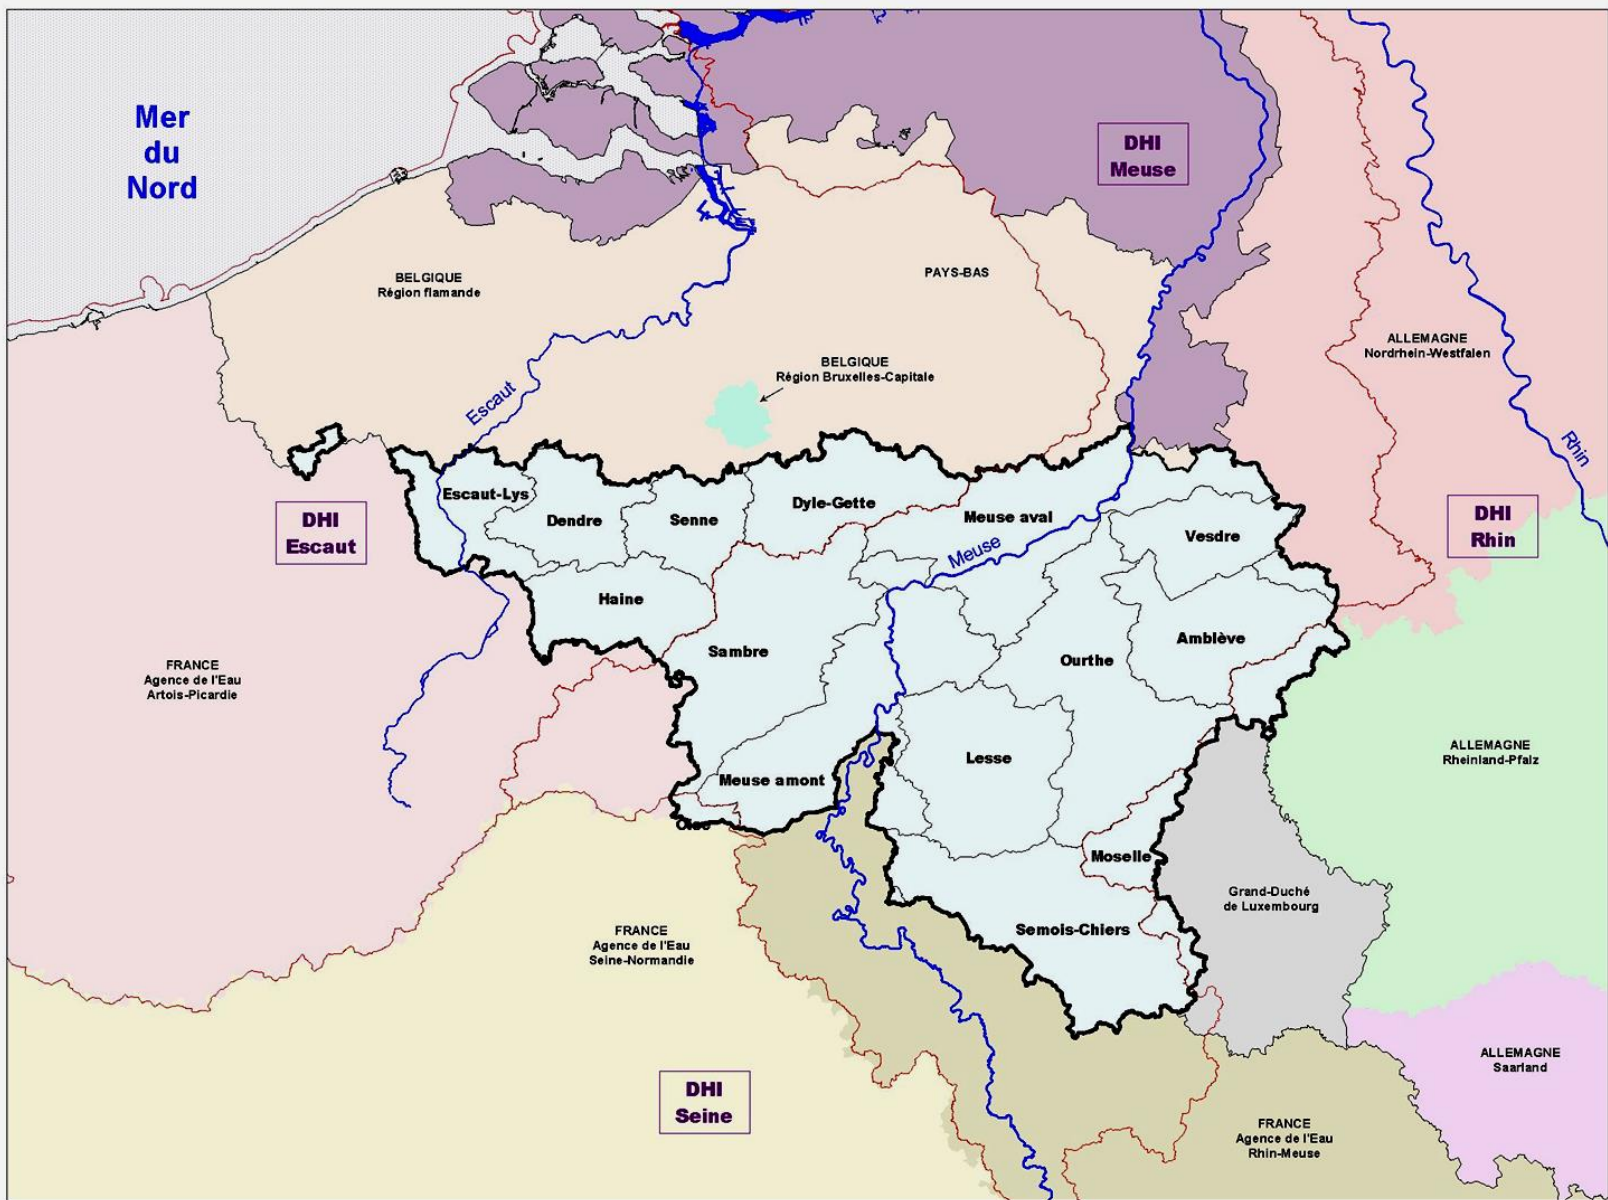 Mer
du
Nord
DHI
Meuse
BELGIQUE
Région flamande
PAYS-BAS
ALLEMAGNE
Nordrhein-Westfalen
BELGIQUE
Région Bruxelles-Capitale
Escaut
Rhin
Escaut-Lys
Dendre
Senne
Dyle-Gette
Meuse aval
Vesdre
DHI
Escaut
DHI
Rhin
Meuse
Haine
Sambre
Ourthe
Amblève
FRANCE
Agence de l'Eau
Artois-Picardie
Lesse
Meuse amont
ALLEMAGNE
Rheinland-Pfalz
Oise
Moselle
Grand-Duché
de Luxembourg
Semois-Chiers
FRANCE
Agence de l'Eau
Seine-Normandie
DHI
Seine
ALLEMAGNE
Saarland
FRANCE
Agence de l'Eau
Rhin-Meuse